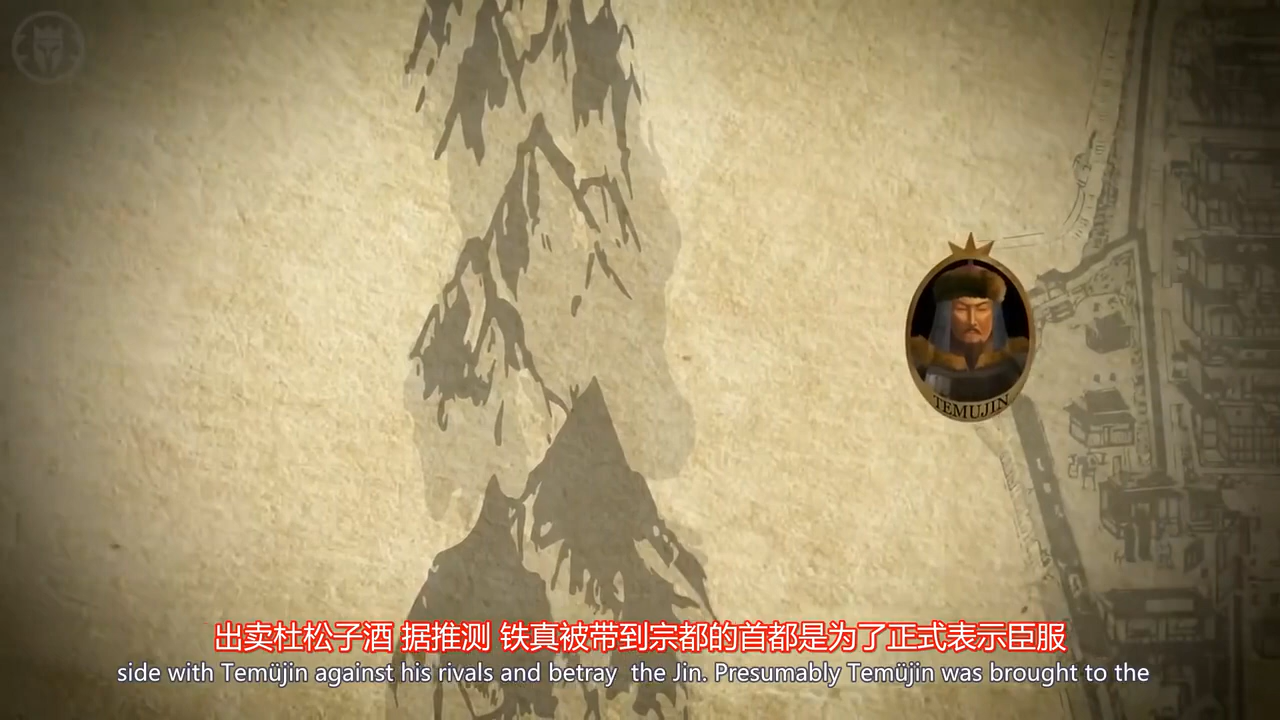 TEMUJIN
出卖杜松子酒 据推测 铁真被带到宗都的首都是为了正式表示臣服
side with Temüjin against his rivals and betray  the Jin. Presumably Temüjin was brought to the